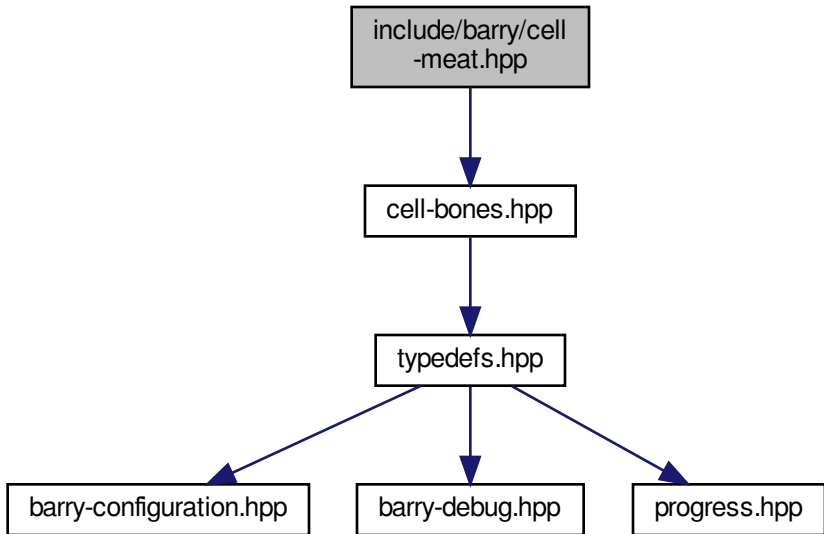 include/barry/cell
-meat.hpp
cell-bones.hpp
typedefs.hpp
barry-configuration.hpp
barry-debug.hpp
progress.hpp